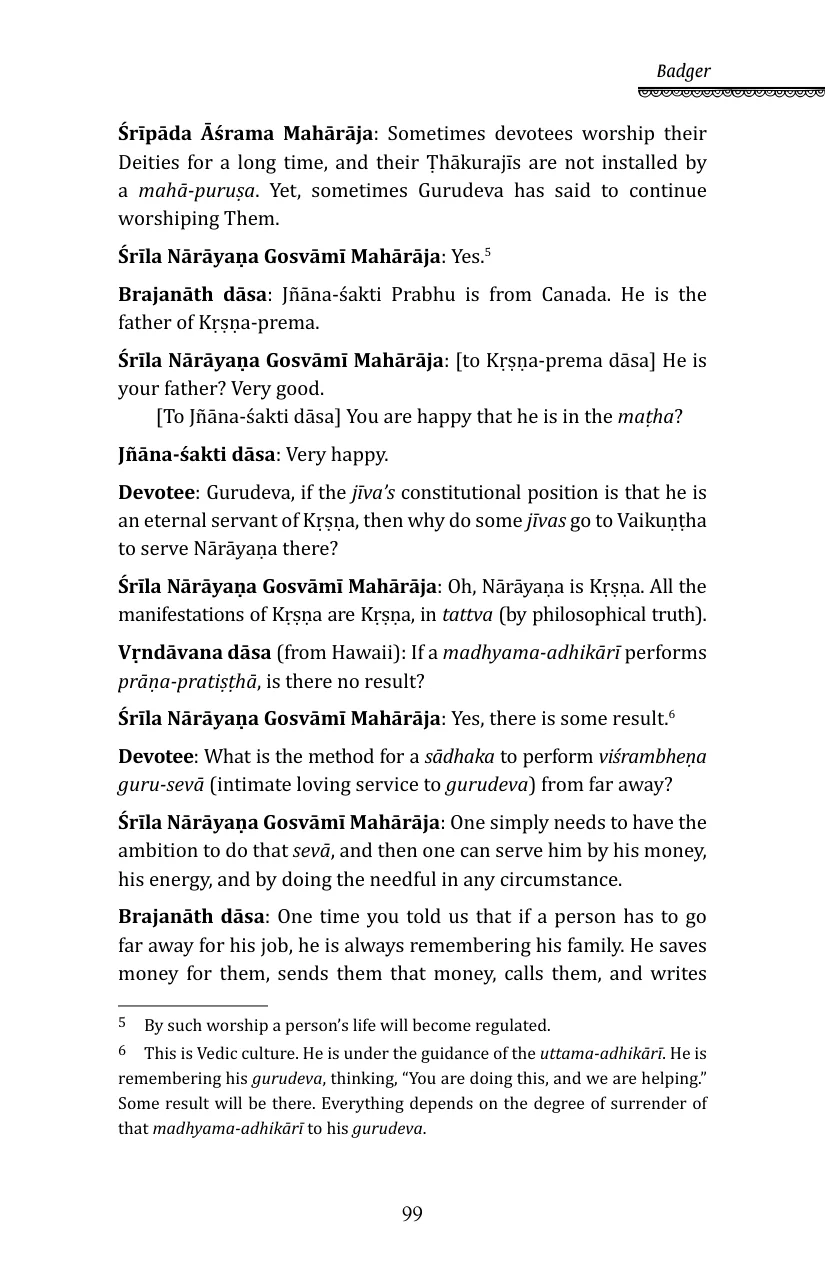 Badger
Śrīpāda Āśrama Mahārāja: Sometimes devotees worship their
Deities for a long time, and their Ṭhākurajīs are not installed by
a mahā-puruṣa. Yet, sometimes Gurudeva has said to continue
worshiping Them.
Śrīla Nārāyaṇa Gosvāmī Mahārāja: Yes.5
Brajanāth dāsa: Jñāna-śakti Prabhu is from Canada. He is the
father of Kṛṣṇa-prema.
Śrīla Nārāyaṇa Gosvāmī Mahārāja: [to Kṛṣṇa-prema dāsa] He is
your father? Very good.
[To Jñāna-śakti dāsa] You are happy that he is in the maṭha?
Jñāna-śakti dāsa: Very happy.
Devotee: Gurudeva, if the jīva’s constitutional position is that he is
an eternal servant of Kṛṣṇa, then why do some jīvas go to Vaikuṇṭha
to serve Nārāyaṇa there?
Śrīla Nārāyaṇa Gosvāmī Mahārāja: Oh, Nārāyaṇa is Kṛṣṇa. All the
manifestations of Kṛṣṇa are Kṛṣṇa, in tattva (by philosophical truth).
Vṛndāvana dāsa (from Hawaii): If a madhyama-adhikārī performs
prāṇa-pratiṣṭhā, is there no result?
Śrīla Nārāyaṇa Gosvāmī Mahārāja: Yes, there is some result.6
Devotee: What is the method for a sādhaka to perform viśrambheṇa
guru-sevā (intimate loving service to gurudeva) from far away?
Śrīla Nārāyaṇa Gosvāmī Mahārāja: One simply needs to have the
ambition to do that sevā, and then one can serve him by his money,
his energy, and by doing the needful in any circumstance.
Brajanāth dāsa: One time you told us that if a person has to go
far away for his job, he is always remembering his family. He saves
money for them, sends them that money, calls them, and writes
5 By such worship a person’s life will become regulated.
6 This is Vedic culture. He is under the guidance of the uttama-adhikārī. He is
remembering his gurudeva, thinking, “You are doing this, and we are helping.”
Some result will be there. Everything depends on the degree of surrender of
that madhyama-adhikārī to his gurudeva.
99